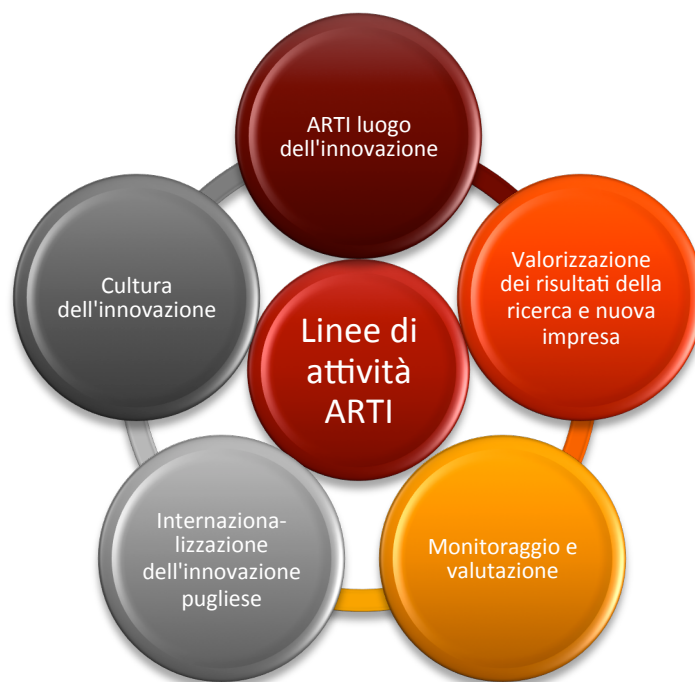 ARTI luogo
dell'innovazione
Valorizzazione
dei risultati della
ricerca e nuova
impresa
Monitoraggio e
valutazione
Internaziona-
lizzazione
dell'innovazione
pugliese
Cultura
dell'innovazione
Linee di
attività
ARTI